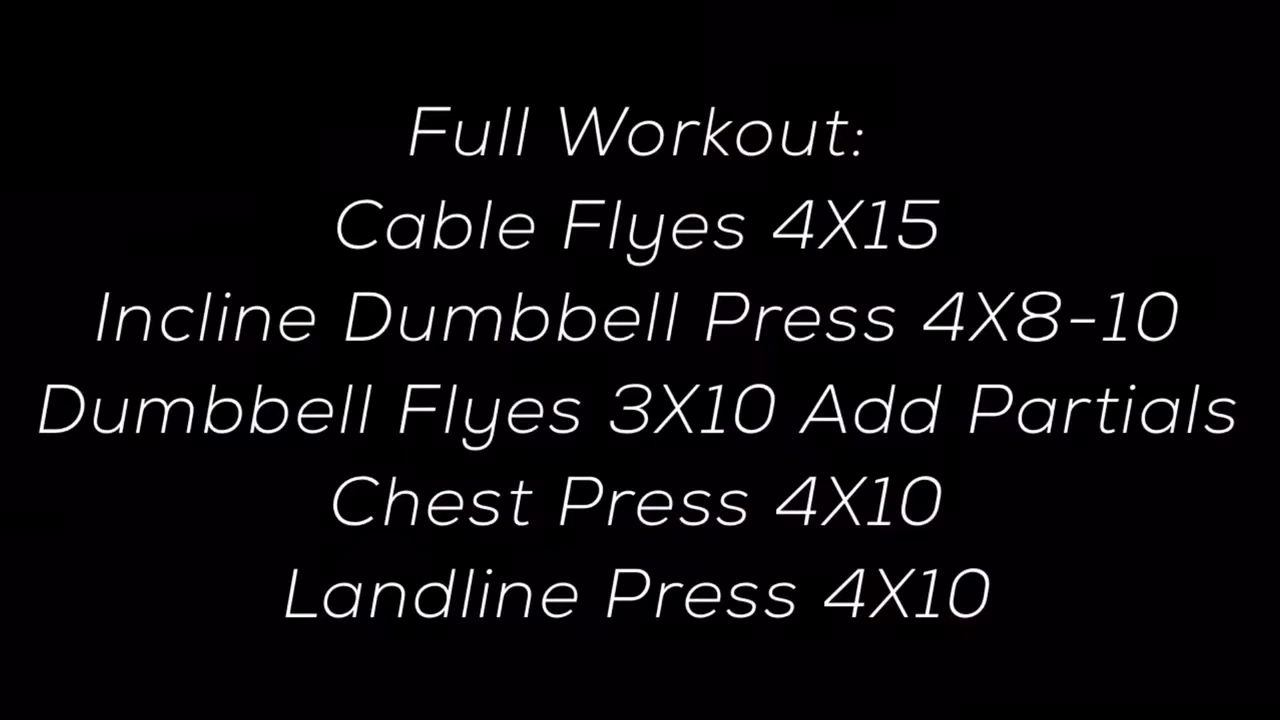 Full Workout:
Cable Flyes 4X15
Incline Dumbbell Press 4X8-10
Dumbbell Flyes 3X10 Add Partials
Chest Press 4X10
Landline Press 4X10